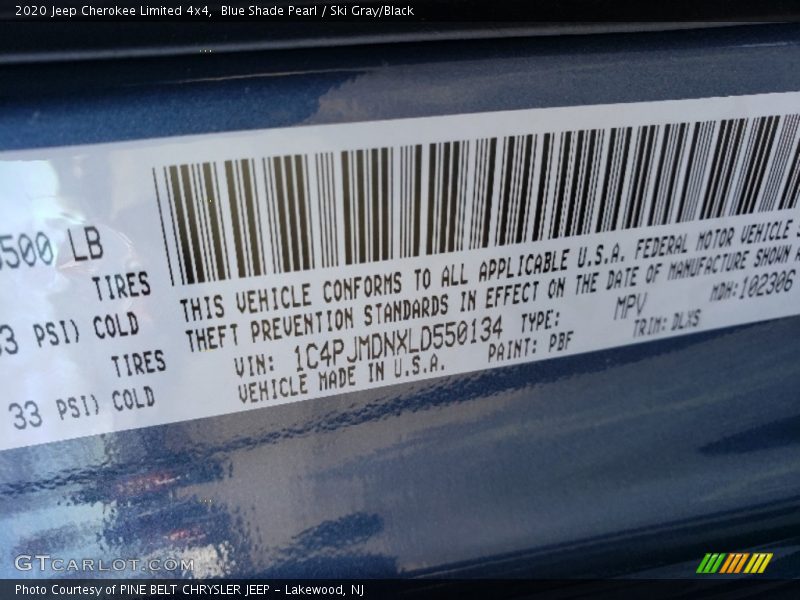 2020 Jeep Cherokee Limited 4x4,  Blue Shade Pearl / Ski Gray/Black
500 LB
TIRES
33 PSI) COLD
TIRES
33 PSI) COLD
THIS VEHICLE CONFORMS TO ALL APPLICABLE U.S.A. FEDERAL MOTOR VEHICLE
THEFT PREVENTION STANDARDS IN EFFECT ON THE DATE OF MANUFACTURE SHOWN
VIN: 1C4PJMDNXLD550134 TYPE: MPV MDH:102306
VEHICLE MADE IN U.S.A. PAINT: PBF TRIM: DLXS
GTcarlot.com
Photo Courtesy of PINE BELT CHRYSLER JEEP - Lakewood, NJ